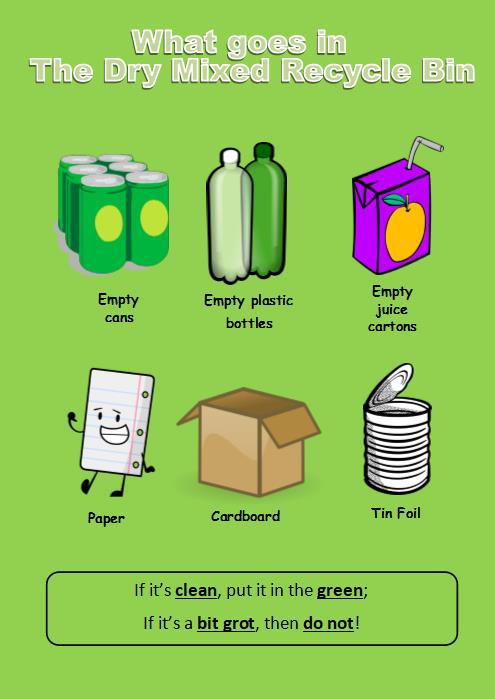 What goes in
The Dry Mixed Recycle Bin
Empty
cans
Empty plastic
bottles
Empty
juice
cartons
Paper
Cardboard
Tin Foil
If it's clean, put it in the green;
If it's a bit grot, then do not!